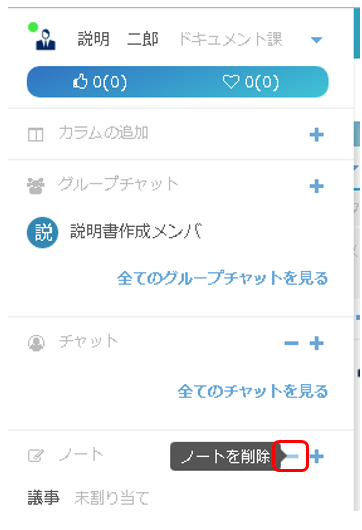 説明 二郎 ドキュメント課
0(0) 0(0)
カラムの追加
グループチャット
説 説明書作成メンバ
全てのグループチャットを見る
チャット
全てのチャットを見る
ノート ノートを削除
議事 未割り当て